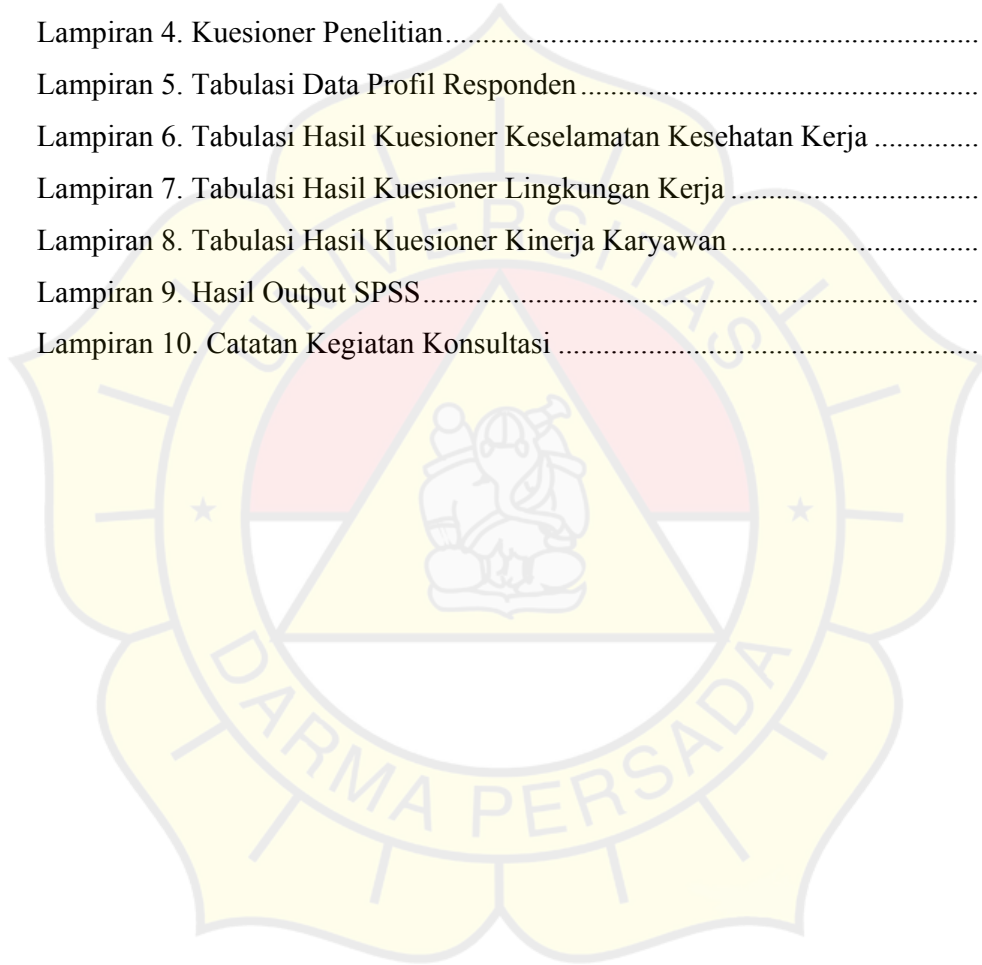 Lampiran 4. Kuesioner Penelitian........................................................................
Lampiran 5. Tabulasi Data Profil Responden.....................................................
Lampiran 6. Tabulasi Hasil Kuesioner Keselamatan Kesehatan Kerja ..............
Lampiran 7. Tabulasi Hasil Kuesioner Lingkungan Kerja .................................
Lampiran 8. Tabulasi Hasil Kuesioner Kinerja Karyawan .................................
Lampiran 9. Hasil Output SPSS...........................................................................
Lampiran 10. Catatan Kegiatan Konsultasi .........................................................
UNIVERSITAS
DARMA PERSADA